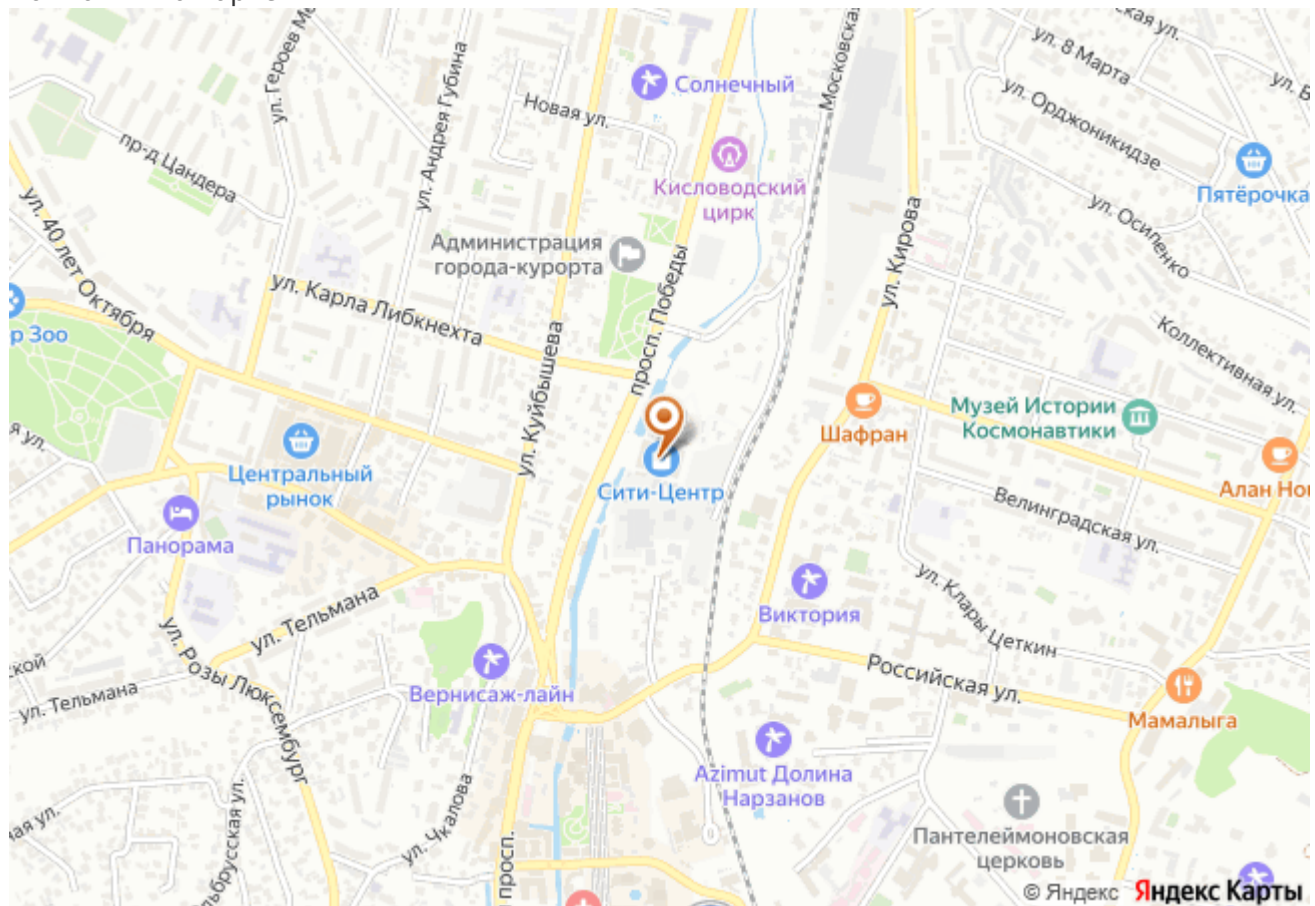 ул. 8 Марта
Солнечный
Московская
ул. Героев
ул. Андрея Губина
Новая ул.
ул. Орджоникидзе
пр-д Цандера
Кисловодский
цирк
Пятёрочка
ул. Осипенко
ул. 40 лет Октября
Администрация
города-курорта
просп. Победы
ул. Кирова
ул. Карла Либкнехта
р Зоо
ул. Куйбышева
Коллективная ул.
Шафран
Музей Истории
Космонавтики
Центральный
рынок
Сити-Центр
Алан
Велинградская ул.
Панорама
ул. Тельмана
Виктория
ул. Клары Цеткин
ул. Розы Люксембург
ской
ул. Тельмана
Вернисаж-лайн
Российская ул.
Мамалыга
Azimut Долина
Нарзанов
ул. Чкалова
просп.
Пантелеймоновская
церковь
льбрусская ул.
© Яндекс Яндекс Карты